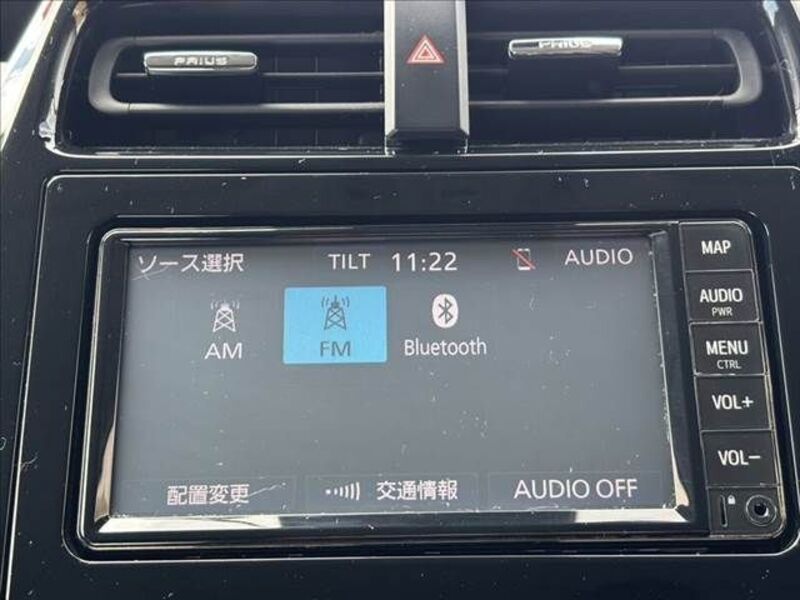 PRIUS
PRIUS
ソース選択
TILT
11:22
AUDIO
AM
FM
Bluetooth
配置変更
交通情報
AUDIO OFF
MAP
AUDIO
PWR
MENU
CTRL
VOL+
VOL-